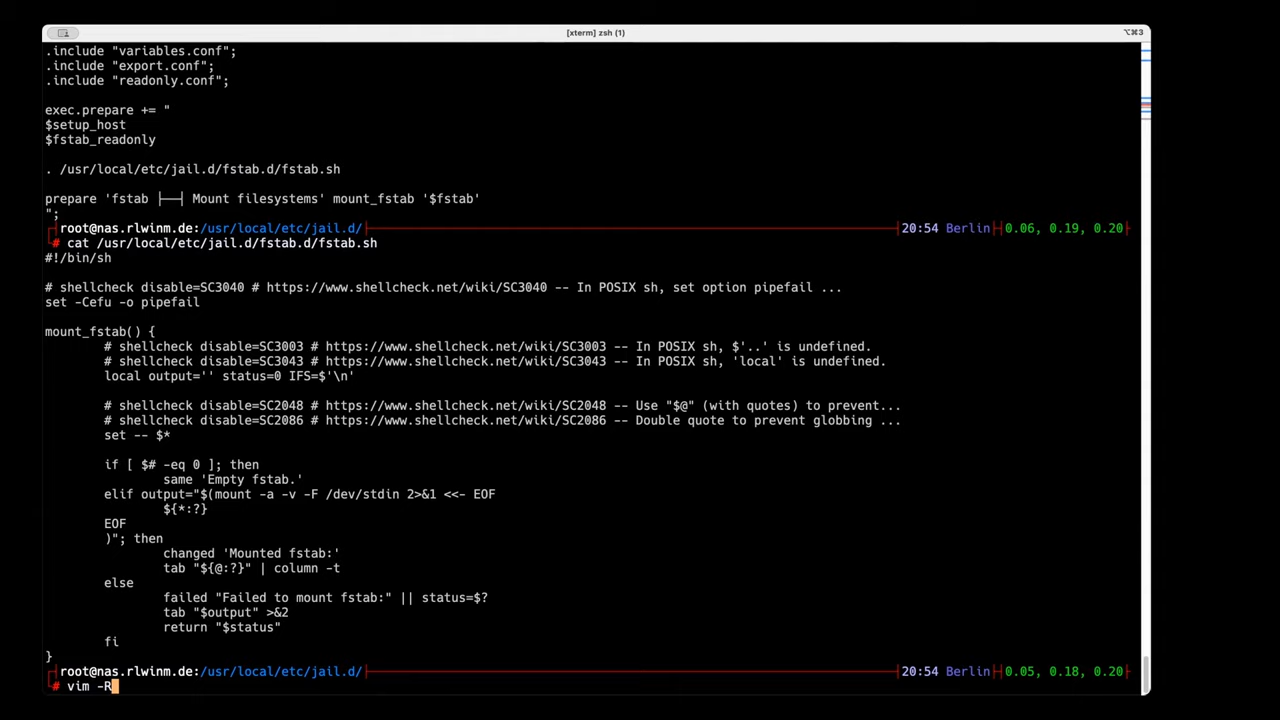 [xterm] zsh (1)
⌥⌘3
.include "variables.conf";
.include "export.conf";
.include "readonly.conf";
exec.prepare += "
$setup_host
$fstab_readonly
. /usr/local/etc/jail.d/fstab.d/fstab.sh
prepare 'fstab ├──┤ Mount filesystems' mount_fstab '$fstab'
";
root@nas.rlwinm.de:/usr/local/etc/jail.d/ 20:54 Berlin 0.06, 0.19, 0.20
# cat /usr/local/etc/jail.d/fstab.d/fstab.sh
#!/bin/sh
# shellcheck disable=SC3040 # https://www.shellcheck.net/wiki/SC3040 -- In POSIX sh, set option pipefail ...
set -Cefu -o pipefail
mount_fstab() {
# shellcheck disable=SC3003 # https://www.shellcheck.net/wiki/SC3003 -- In POSIX sh, $'..' is undefined.
# shellcheck disable=SC3043 # https://www.shellcheck.net/wiki/SC3043 -- In POSIX sh, 'local' is undefined.
local output='' status=0 IFS=$'\n'
# shellcheck disable=SC2048 # https://www.shellcheck.net/wiki/SC2048 -- Use "$@" (with quotes) to prevent...
# shellcheck disable=SC2086 # https://www.shellcheck.net/wiki/SC2086 -- Double quote to prevent globbing ...
set -- $*
if [ $# -eq 0 ]; then
same 'Empty fstab.'
elif output="$(mount -a -v -F /dev/stdin 2>&1 <<- EOF
${*:?}
EOF
)"; then
changed 'Mounted fstab:'
tab "${@:?}" | column -t
else
failed "Failed to mount fstab:" || status=$?
tab "$output" >&2
return "$status"
fi
}
root@nas.rlwinm.de:/usr/local/etc/jail.d/ 20:54 Berlin 0.05, 0.18, 0.20
# vim -R